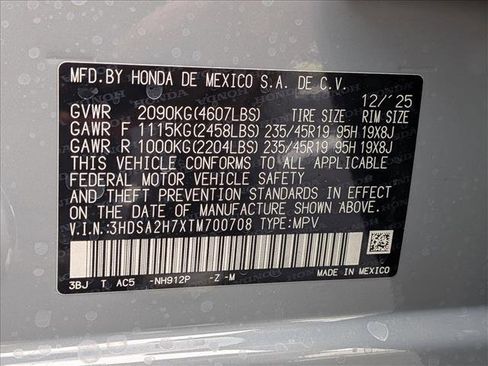 MFD.BY HONDA DE MEXICO S.A. DE C.V.
12/'25
GVWR 2090KG(4607LBS) TIRE SIZE RIM SIZE
GAWR F 1115KG(2458LBS) 235/45R19 95H 19X8J
GAWR R 1000KG(2204LBS) 235/45R19 95H 19X8J
THIS VEHICLE CONFORMS TO ALL APPLICABLE
FEDERAL MOTOR VEHICLE SAFETY
AND THEFT PREVENTION STANDARDS IN EFFECT
ON THE DATE OF MANUFACTURE SHOWN ABOVE.
V.I.N.:3HDSA2H7XTM700708 TYPE:MPV
3BJ T AC5 -NH912P -Z -M
MADE IN MEXICO